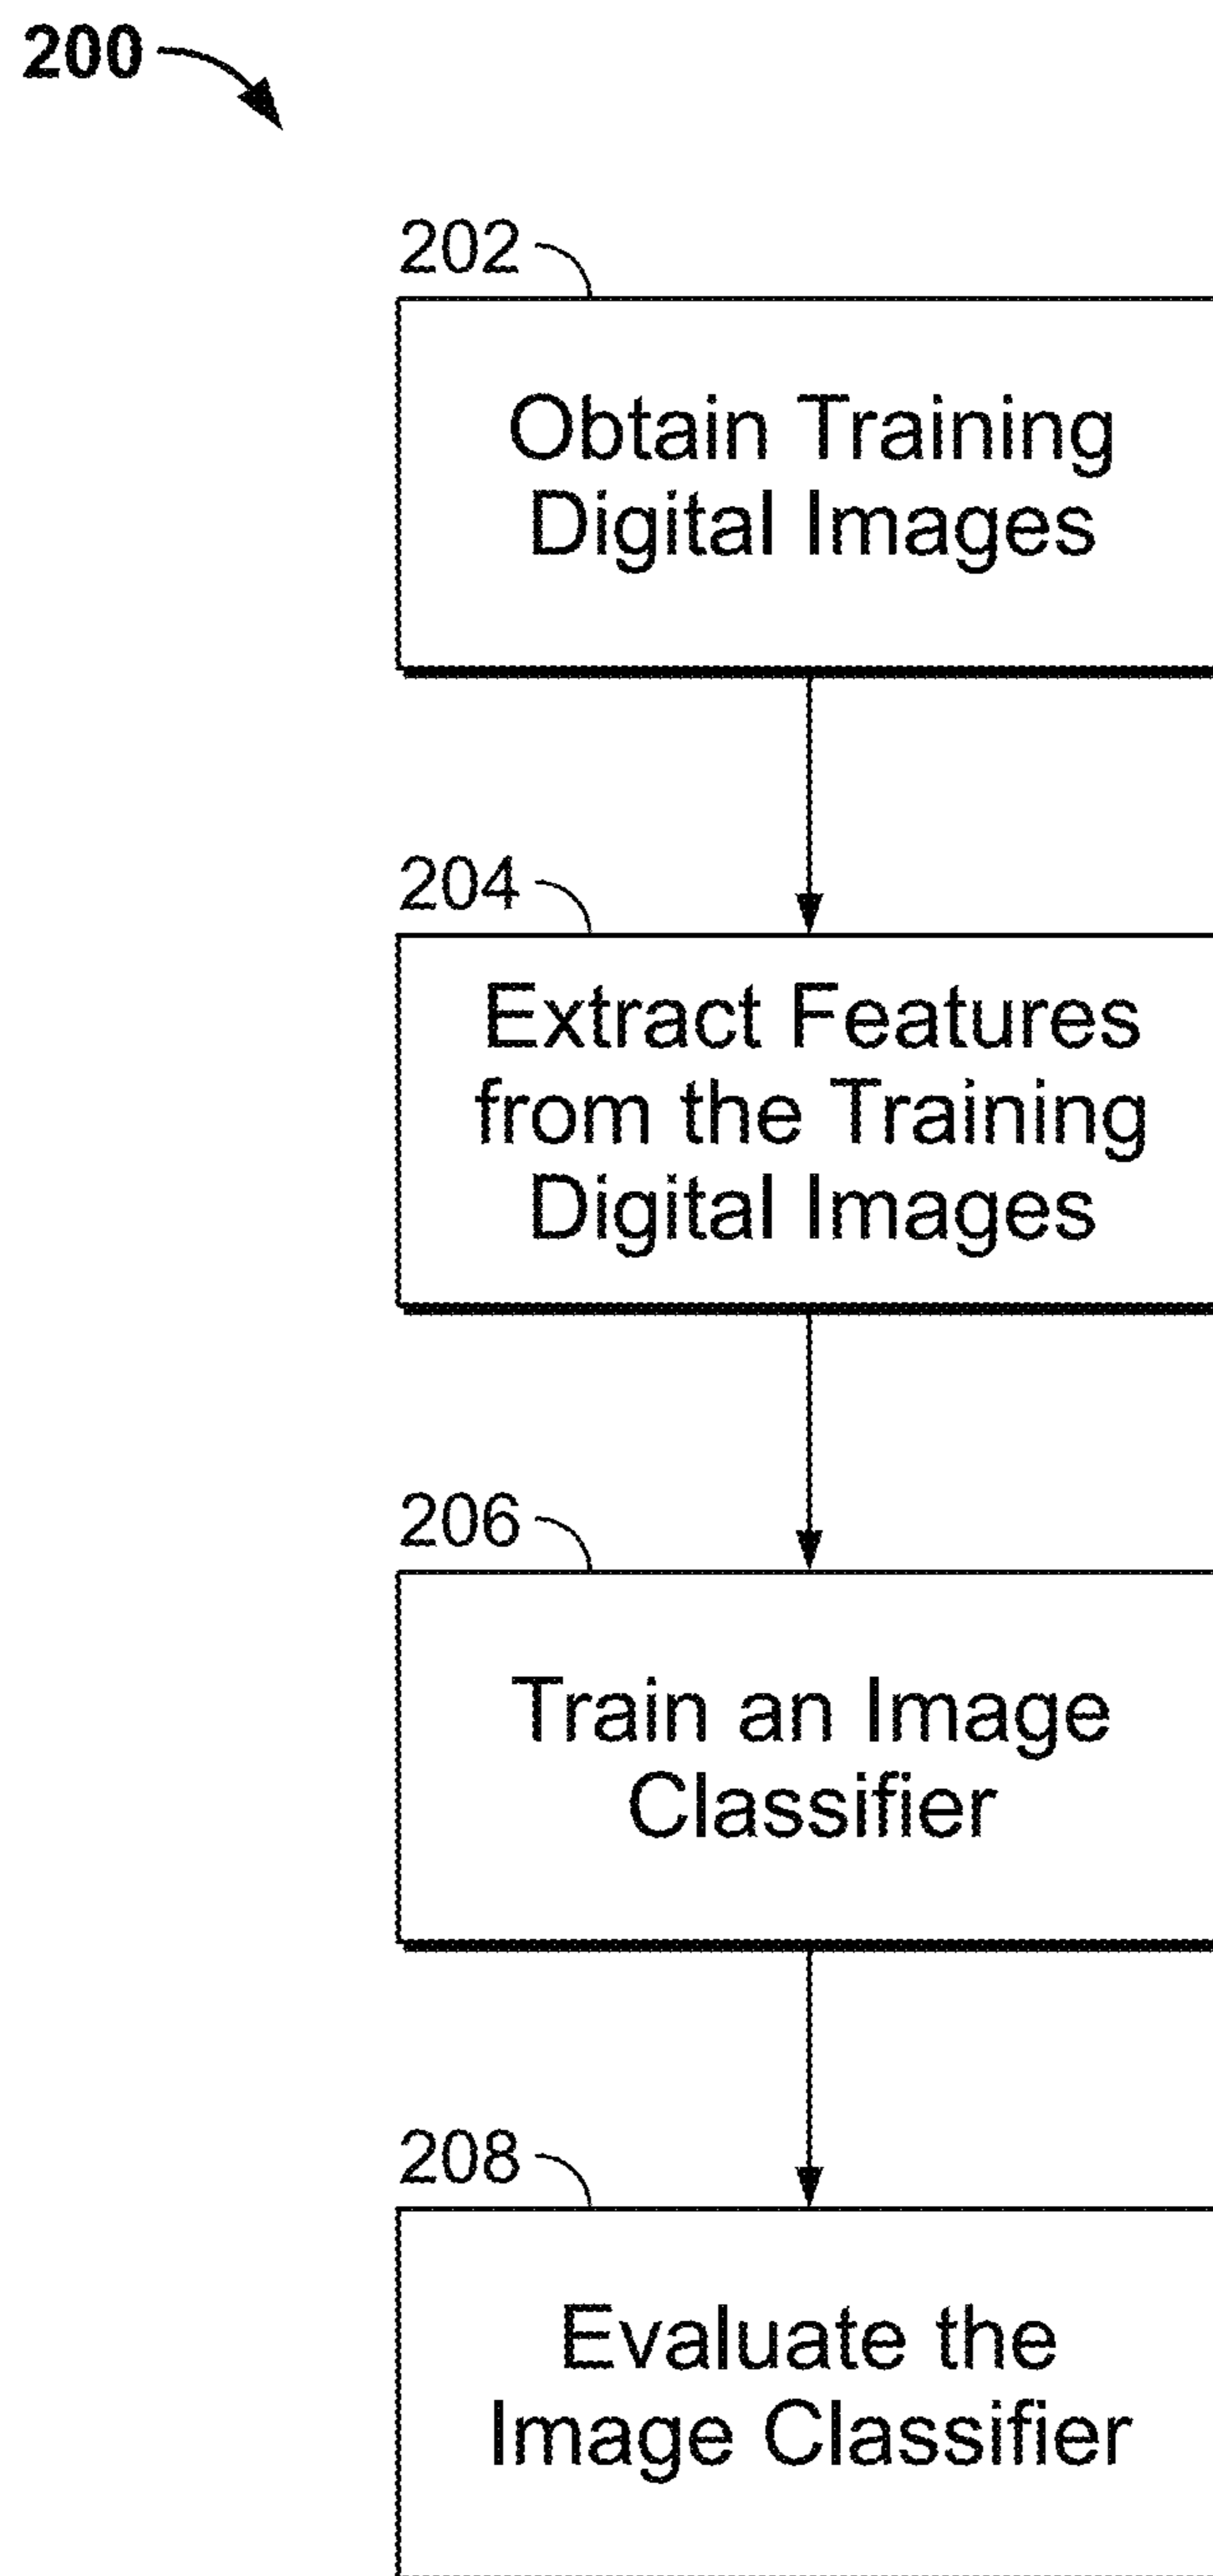 200
202
Obtain Training
Digital Images
204
Extract Features
from the Training
Digital Images
206
Train an Image
Classifier
208
Evaluate the
Image Classifier